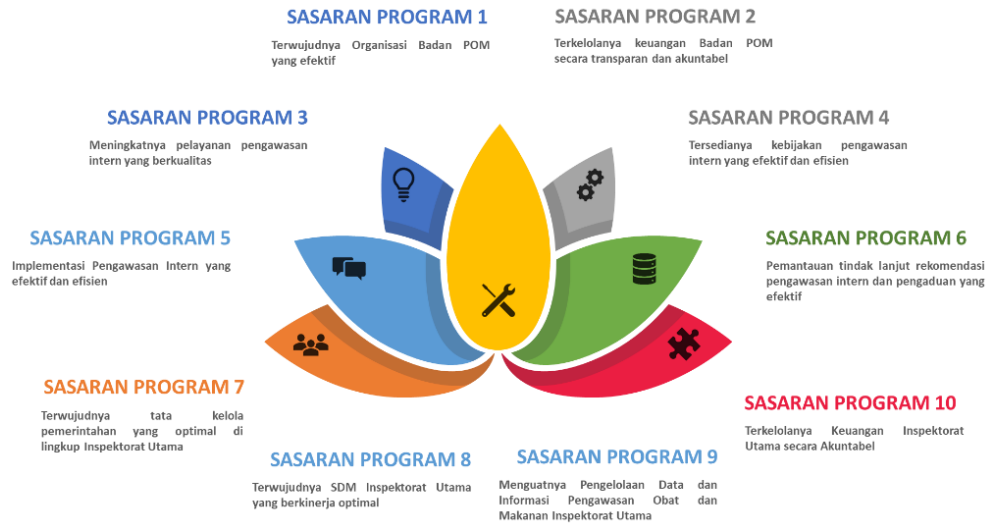 SASARAN PROGRAM 1
Terwujudnya Organisasi Badan POM
yang efektif
SASARAN PROGRAM 2
Terkelolanya keuangan Badan POM
secara transparan dan akuntabel
SASARAN PROGRAM 3
Meningkatnya pelayanan pengawasan
intern yang berkualitas
SASARAN PROGRAM 4
Tersedianya kebijakan pengawasan
intern yang efektif dan efisien
SASARAN PROGRAM 5
Implementasi Pengawasan Intern yang
efektif dan efisien
SASARAN PROGRAM 6
Pemantauan tindak lanjut rekomendasi
pengawasan intern dan pengaduan yang
efektif
SASARAN PROGRAM 7
Terwujudnya tata kelola
pemerintahan yang optimal di
lingkup Inspektorat Utama
SASARAN PROGRAM 8
Terwujudnya SDM Inspektorat Utama
yang berkinerja optimal
SASARAN PROGRAM 9
Menguatnya Pengelolaan Data dan
Informasi Pengawasan Obat dan
Makanan Inspektorat Utama
SASARAN PROGRAM 10
Terkelolanya Keuangan Inspektorat
Utama secara Akuntabel